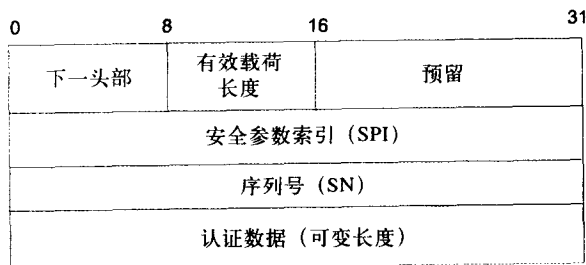 0 8 16 31
下一头部
有效载荷
长度
预留
安全参数索引（SPI）
序列号（SN）
认证数据（可变长度）